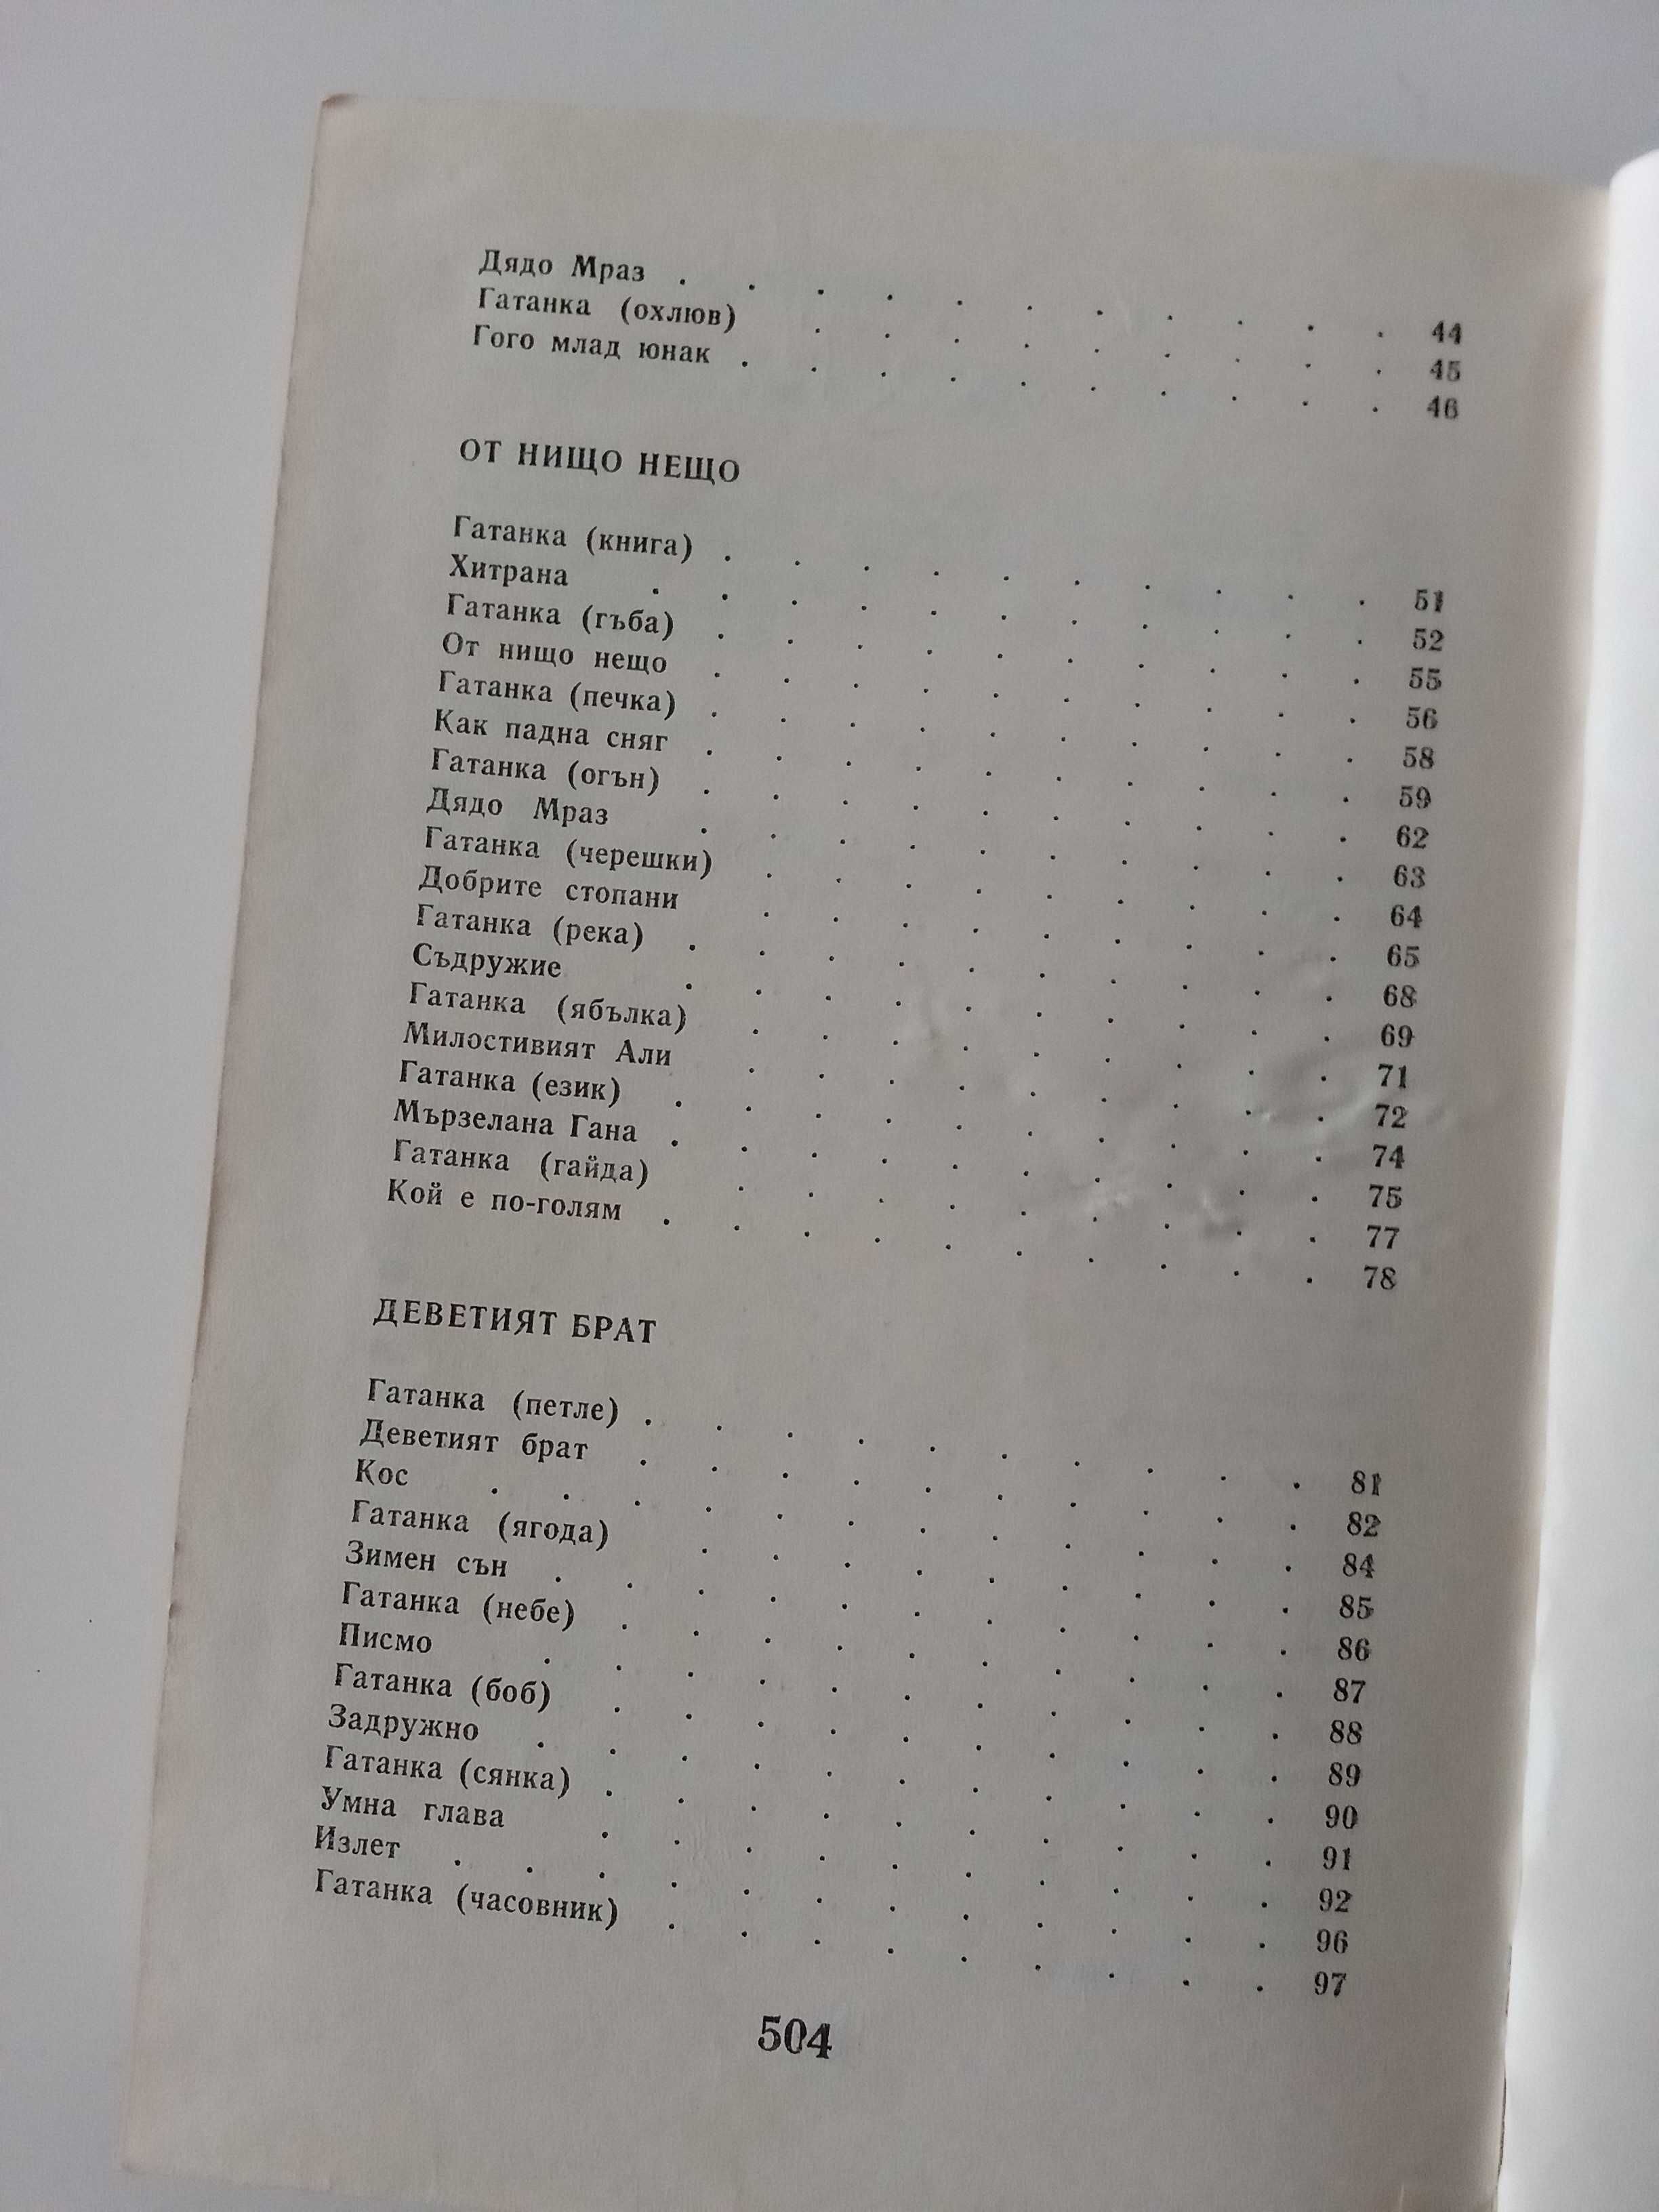 Дядо Мраз . . . . . . . . . . . 44
Гатанка (охлюв) . . . . . . . . . 45
Гого млад юнак . . . . . . . . . . 46
ОТ НИЩО НЕЩО
Гатанка (книга) . . . . . . . . . . 51
Хитрана . . . . . . . . . . . 52
Гатанка (гъба) . . . . . . . . . . 55
От нищо нещо . . . . . . . . . . 56
Гатанка (печка) . . . . . . . . . . 58
Как падна сняг . . . . . . . . . . 59
Гатанка (огън) . . . . . . . . . . 62
Дядо Мраз . . . . . . . . . . 63
Гатанка (черешки) . . . . . . . . . 64
Добрите стопани . . . . . . . . . 65
Гатанка (река) . . . . . . . . . . 68
Съдружие . . . . . . . . . . 69
Гатанка (ябълка) . . . . . . . . . 71
Милостивият Али . . . . . . . . . 72
Гатанка (език) . . . . . . . . . . 74
Мързелана Гана . . . . . . . . . . 75
Гатанка (гайда) . . . . . . . . . 77
Кой е по-голям . . . . . . . . . . 78
ДЕВЕТИЯТ БРАТ
Гатанка (петле) . . . . . . . . . . 81
Деветият брат . . . . . . . . . . 82
Кос . . . . . . . . . . . . 84
Гатанка (ягода) . . . . . . . . . 85
Зимен сън . . . . . . . . . . . 86
Гатанка (небе) . . . . . . . . . . 87
Писмо . . . . . . . . . . . 88
Гатанка (боб) . . . . . . . . . . 89
Задружно . . . . . . . . . . . 90
Гатанка (сянка) . . . . . . . . . . 91
Умна глава . . . . . . . . . . 92
Излет . . . . . . . . . . . . 96
Гатанка (часовник) . . . . . . . . . 97
504